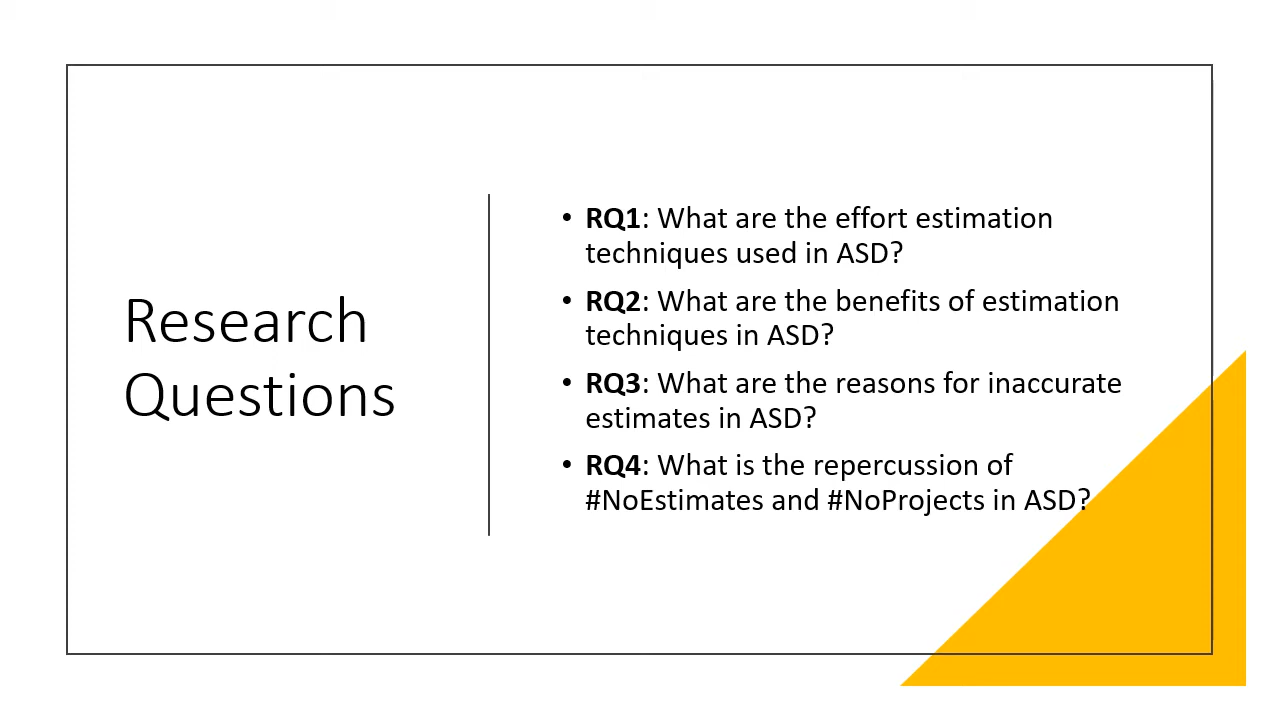 Research
Questions
• RQ1: What are the effort estimation
techniques used in ASD?
• RQ2: What are the benefits of estimation
techniques in ASD?
• RQ3: What are the reasons for inaccurate
estimates in ASD?
• RQ4: What is the repercussion of
#NoEstimates and #NoProjects in ASD?